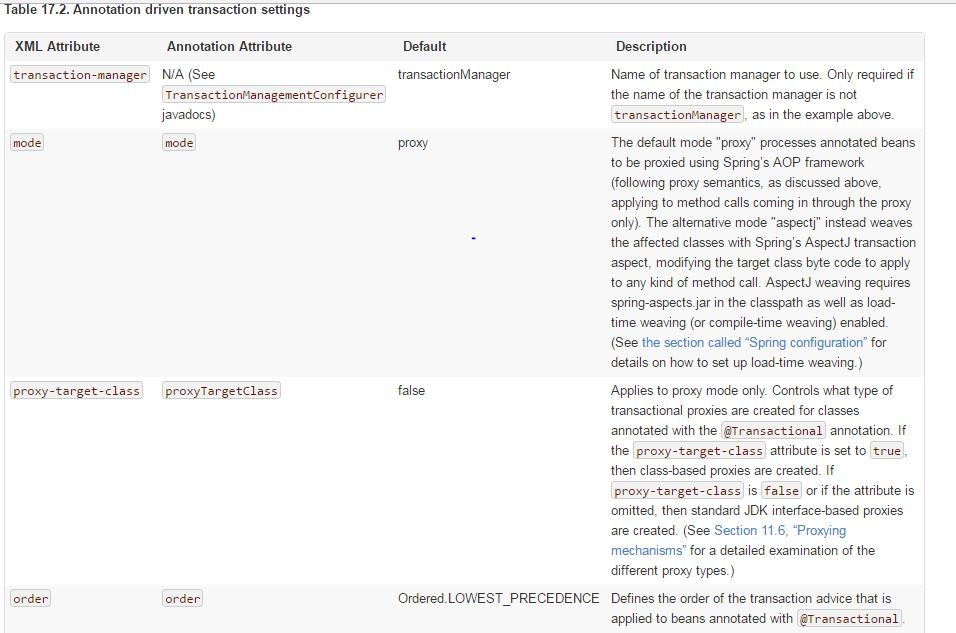 Table 17.2. Annotation driven transaction settings
XML Attribute Annotation Attribute Default Description
transaction-manager N/A (See TransactionManagementConfigurer javadocs) transactionManager
Name of transaction manager to use. Only required if
the name of the transaction manager is not
transactionManager, as in the example above.
mode mode proxy
The default mode "proxy" processes annotated beans
to be proxied using Spring’s AOP framework
(following proxy semantics, as discussed above,
applying to method calls coming in through the proxy
only). The alternative mode "aspectj" instead weaves
the affected classes with Spring’s AspectJ transaction
aspect, modifying the target class byte code to apply
to any kind of method call. AspectJ weaving requires
spring-aspects.jar in the classpath as well as load-
time weaving (or compile-time weaving) enabled.
(See the section called “Spring configuration” for
details on how to set up load-time weaving.)
proxy-target-class proxyTargetClass false
Applies to proxy mode only. Controls what type of
transactional proxies are created for classes
annotated with the @Transactional annotation. If
the proxy-target-class attribute is set to true,
then class-based proxies are created. If
proxy-target-class is false or if the attribute is
omitted, then standard JDK interface-based proxies
are created. (See Section 11.6, “Proxying
mechanisms” for a detailed examination of the
different proxy types.)
order order Ordered.LOWEST_PRECEDENCE
Defines the order of the transaction advice that is
applied to beans annotated with @Transactional.